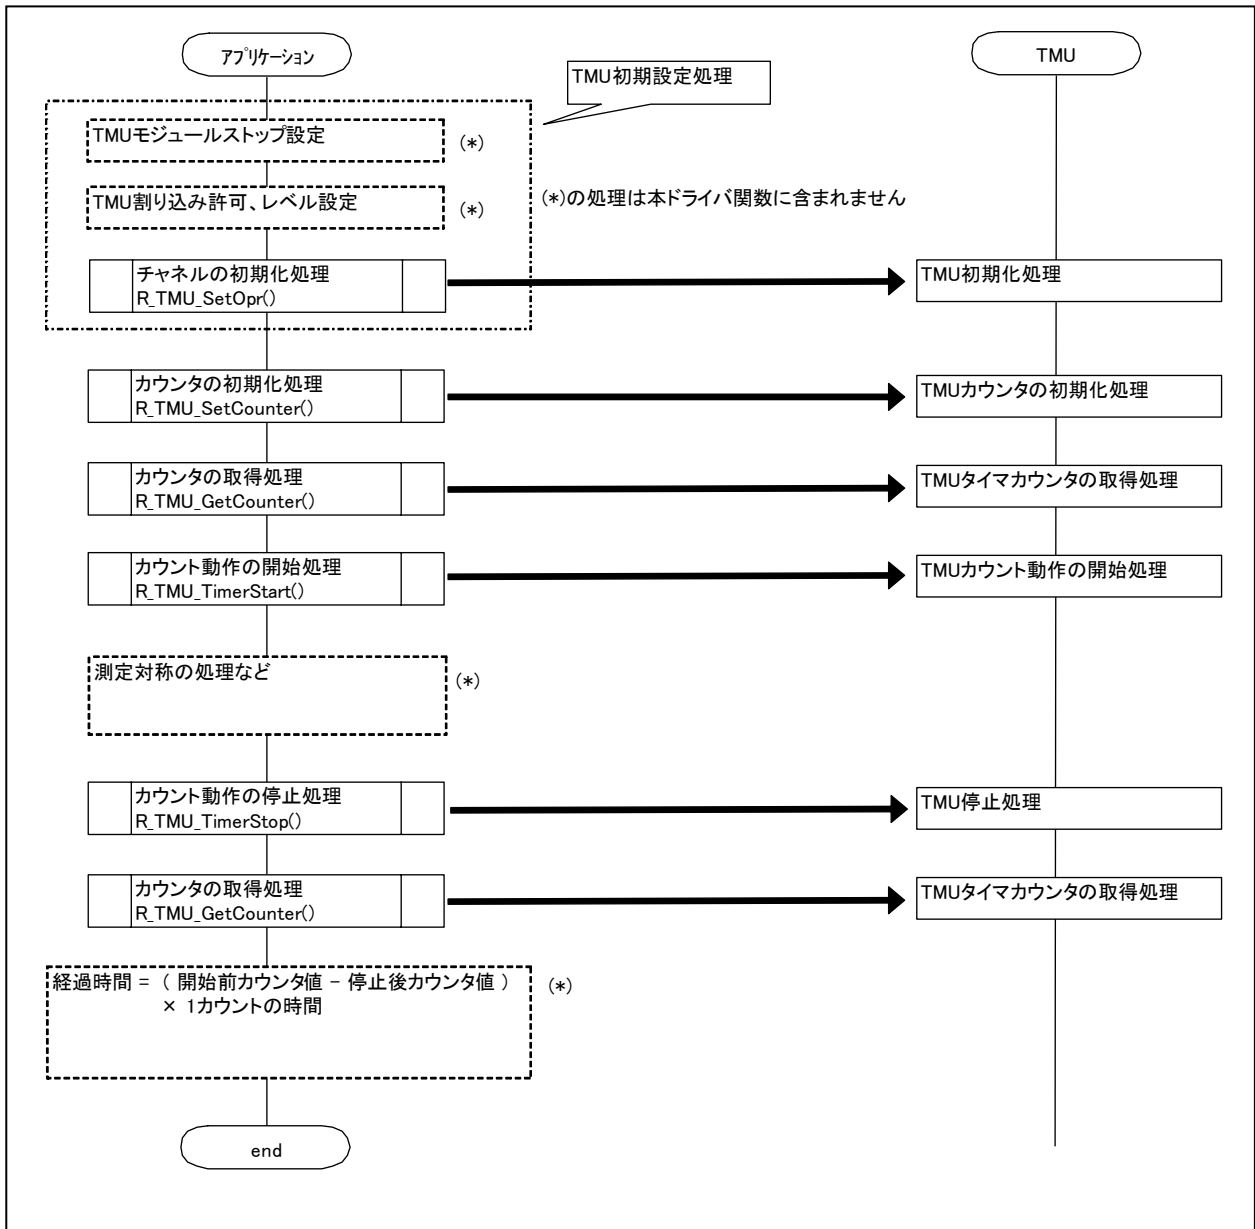 アプリケーション
TMU
TMU初期設定処理
TMUモジュールストップ設定
(*)
TMU割り込み許可、レベル設定
(*)
(*)の処理は本ドライバ関数に含まれません
チャネルの初期化処理
R_TMU_SetOpr()
TMU初期化処理
カウンタの初期化処理
R_TMU_SetCounter()
TMUカウンタの初期化処理
カウンタの取得処理
R_TMU_GetCounter()
TMUタイマカウンタの取得処理
カウント動作の開始処理
R_TMU_TimerStart()
TMUカウント動作の開始処理
測定対称の処理など
(*)
カウント動作の停止処理
R_TMU_TimerStop()
TMU停止処理
カウンタの取得処理
R_TMU_GetCounter()
TMUタイマカウンタの取得処理
経過時間 = ( 開始前カウンタ値 - 停止後カウンタ値 )
× 1カウントの時間
(*)
end